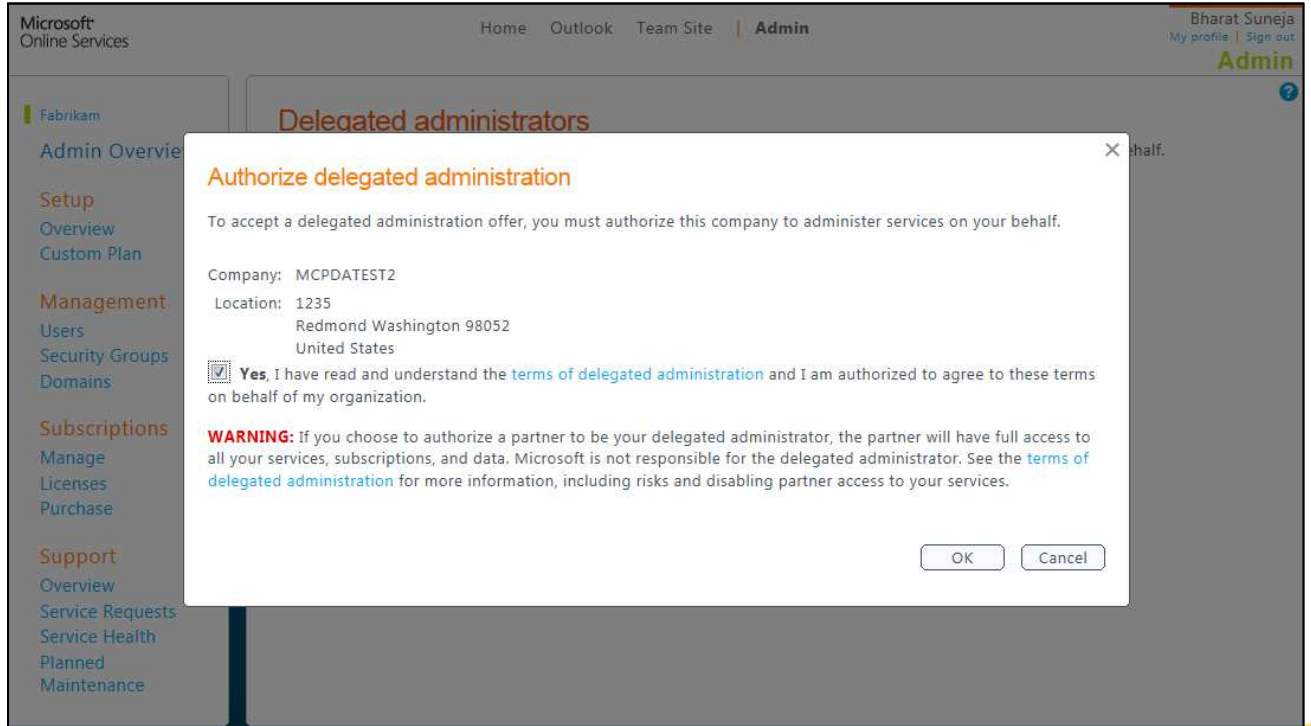 Microsoft
Online Services
Home Outlook Team Site | Admin
Bharat Suneja
My profile | Sign out
Admin
Fabrikam
Admin Overvie
Setup
Overview
Custom Plan
Management
Users
Security Groups
Domains
Subscriptions
Manage
Licenses
Purchase
Support
Overview
Service Requests
Service Health
Planned
Maintenance
?
Delegated administrators
ehalf.
Authorize delegated administration
To accept a delegated administration offer, you must authorize this company to administer services on your behalf.
Company: MCPDATEST2
Location: 1235
Redmond Washington 98052
United States
Yes, I have read and understand the terms of delegated administration and I am authorized to agree to these terms
on behalf of my organization.
WARNING: If you choose to authorize a partner to be your delegated administrator, the partner will have full access to
all your services, subscriptions, and data. Microsoft is not responsible for the delegated administrator. See the terms of
delegated administration for more information, including risks and disabling partner access to your services.
OK Cancel